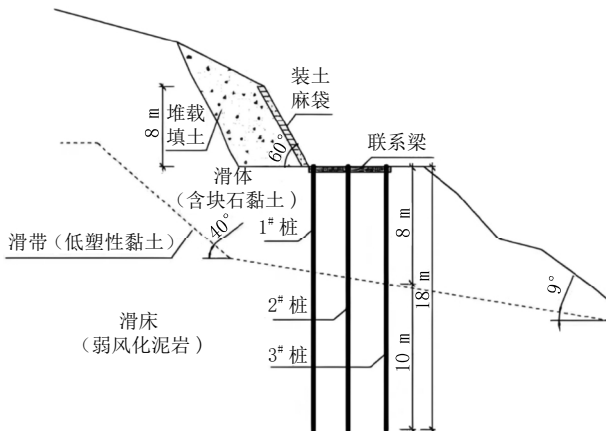 装土
麻袋
堆载
填土
8 m
60°
联系梁
滑体
(含块石黏土)
1# 桩
40°
滑带(低塑性黏土)
8 m
18 m
9°
2# 桩
滑床
(弱风化泥岩)
3# 桩
10 m